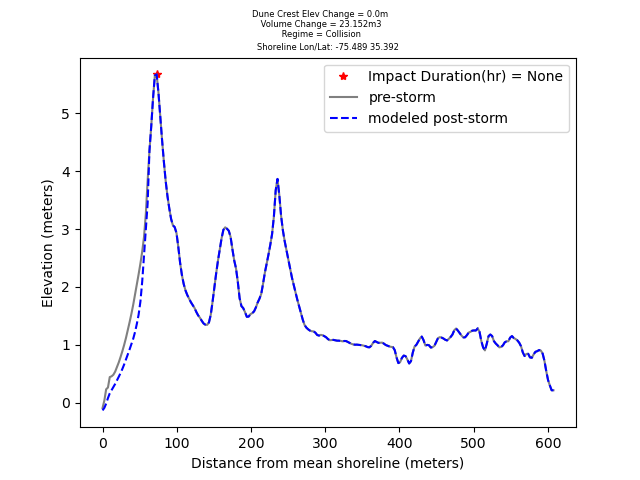 Dune Crest Elev Change = 0.0m
Volume Change = 23.152m3
Regime = Collision
Shoreline Lon/Lat: -75.489 35.392
Impact Duration(hr) = None
pre-storm
modeled post-storm
Elevation (meters)
5
4
3
2
1
0
0 100 200 300 400 500 600
Distance from mean shoreline (meters)